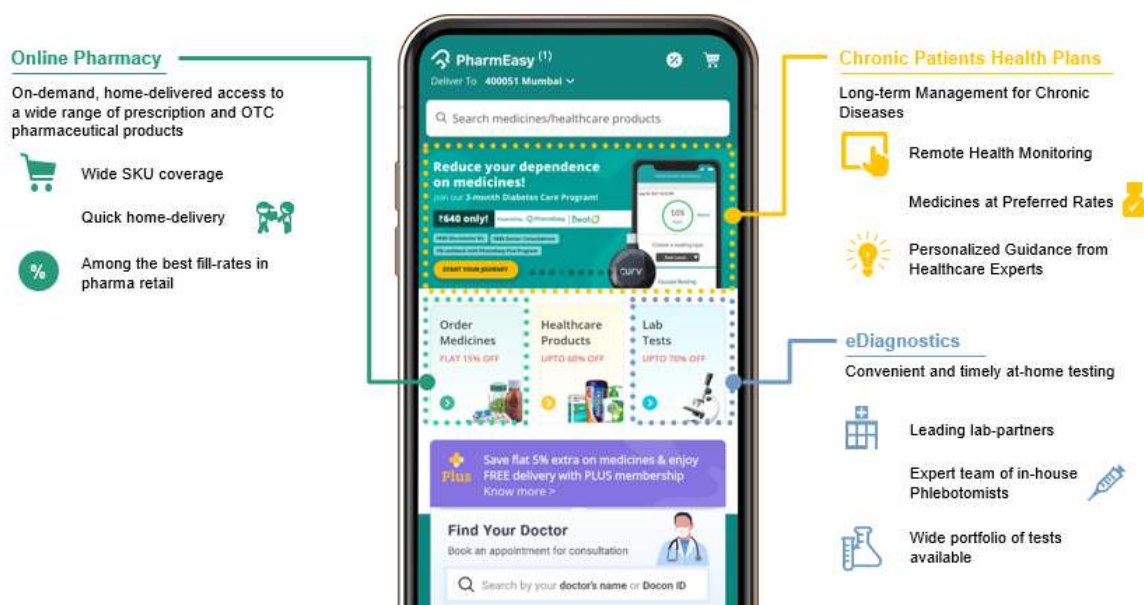 Online Pharmacy
On-demand, home-delivered access to
a wide range of prescription and OTC
pharmaceutical products
Wide SKU coverage
Quick home-delivery
%
Among the best fill-rates in
pharma retail
PharmEasy (1)
Deliver To 400051 Mumbai
Search medicines/healthcare products
Reduce your dependence
on medicines!
Join our 3-month Diabetes Care Program!
₹640 only!
PharmEasy | BeatO
START YOUR JOURNEY
curv
Order
Medicines
FLAT 15% OFF
Healthcare
Products
UPTO 60% OFF
Lab
Tests
UPTO 70% OFF
Plus
Save flat 5% extra on medicines & enjoy
FREE delivery with PLUS membership
Know more >
Find Your Doctor
Book an appointment for consultation
Search by your doctor's name or Docon ID
Chronic Patients Health Plans
Long-term Management for Chronic
Diseases
Remote Health Monitoring
Medicines at Preferred Rates
Personalized Guidance from
Healthcare Experts
eDiagnostics
Convenient and timely at-home testing
Leading lab-partners
Expert team of in-house
Phlebotomists
Wide portfolio of tests
available